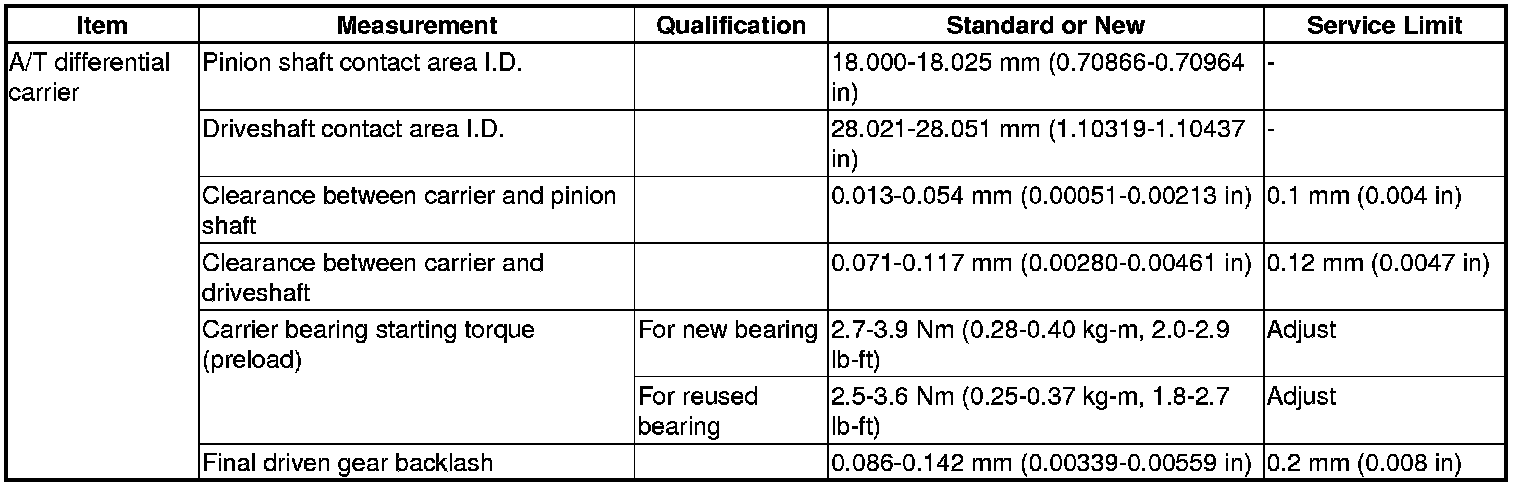 Item Measurement Qualification Standard or New Service Limit
A/T differential Pinion shaft contact area I.D. 18.000-18.025 mm (0.70866-0.70964 -
carrier in)
Driveshaft contact area I.D. 28.021-28.051 mm (1.10319-1.10437 -
in)
Clearance between carrier and pinion 0.013-0.054 mm (0.00051-0.00213 in) 0.1 mm (0.004 in)
shaft
Clearance between carrier and 0.071-0.117 mm (0.00280-0.00461 in) 0.12 mm (0.0047 in)
driveshaft
Carrier bearing starting torque For new bearing 2.7-3.9 Nm (0.28-0.40 kg-m, 2.0-2.9 Adjust
(preload) lb-ft)
For reused 2.5-3.6 Nm (0.25-0.37 kg-m, 1.8-2.7 Adjust
bearing lb-ft)
Final driven gear backlash 0.086-0.142 mm (0.00339-0.00559 in) 0.2 mm (0.008 in)